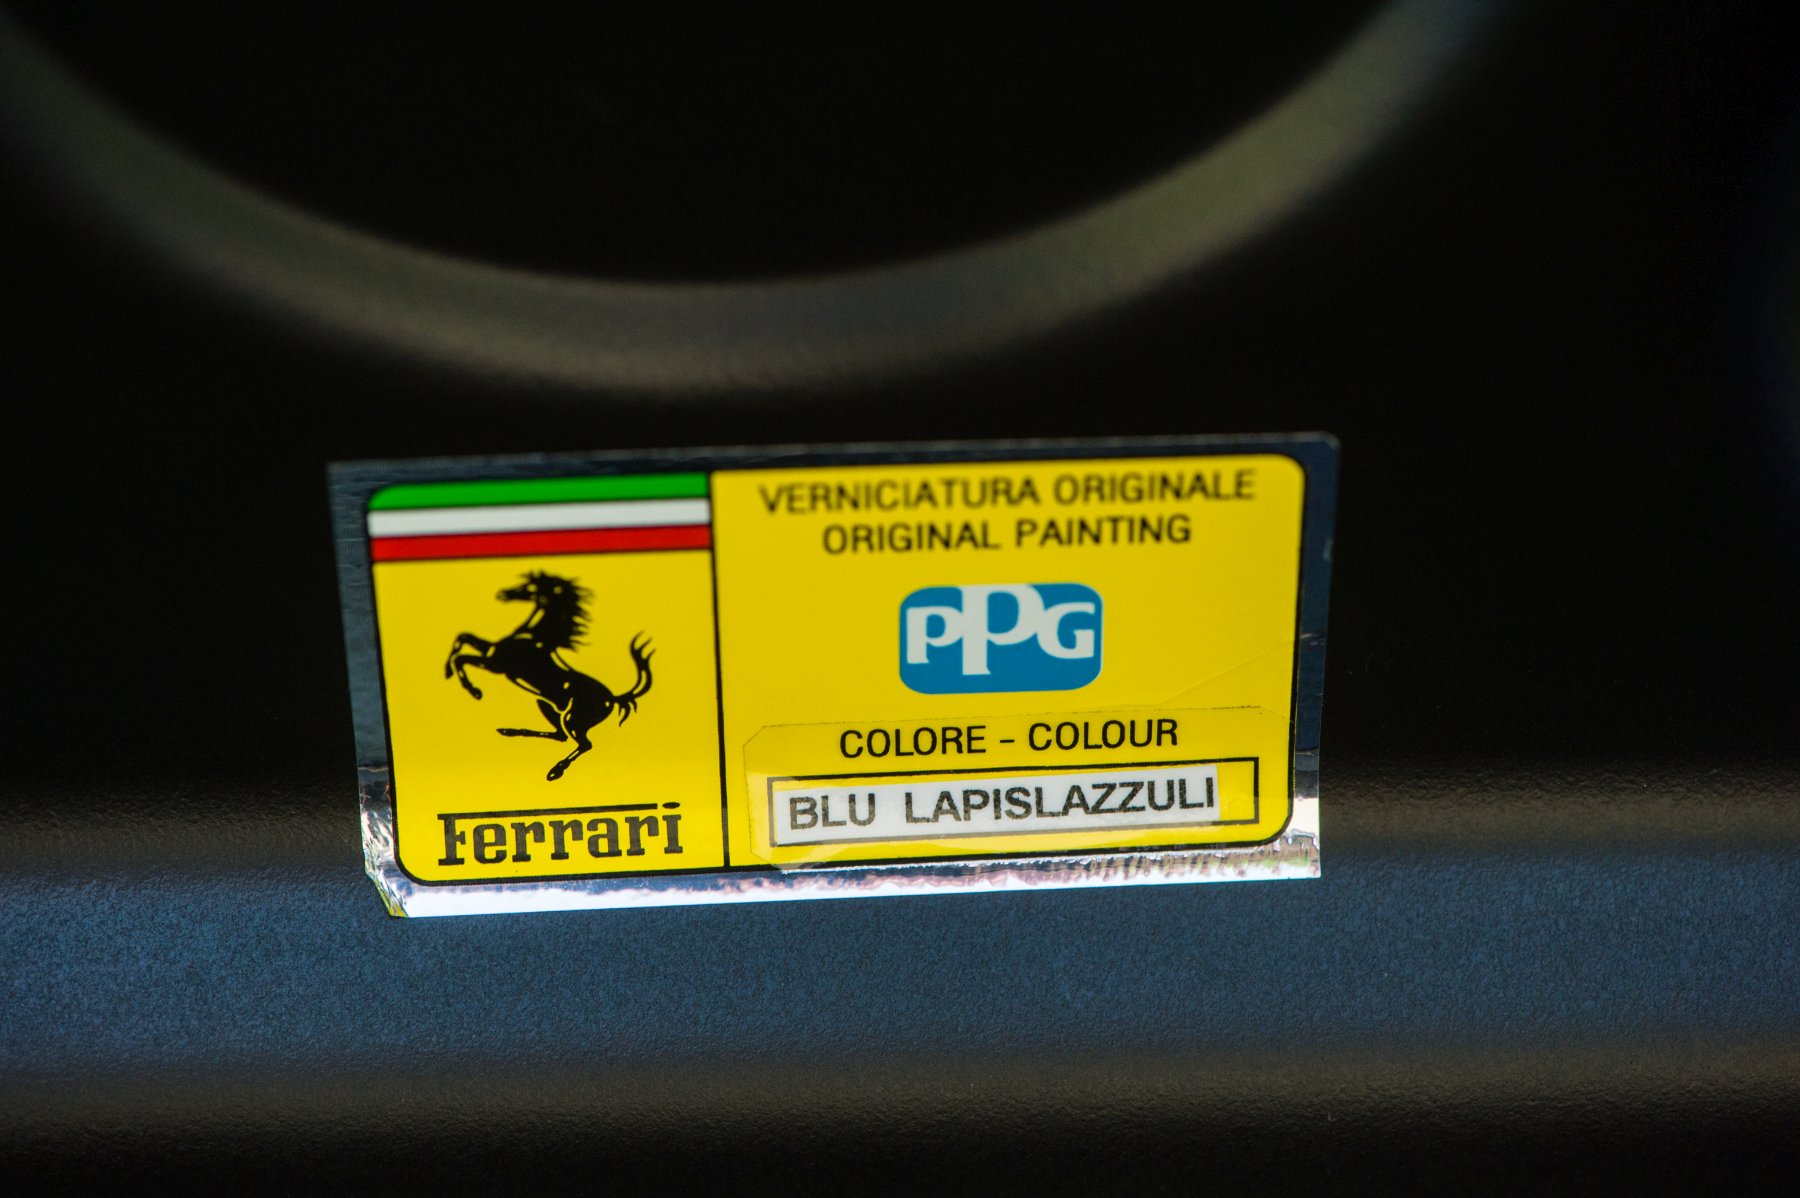 VERNICIATURA ORIGINALE
ORIGINAL PAINTING
PPG
COLORE - COLOUR
BLU LAPISLAZZULI
Ferrari